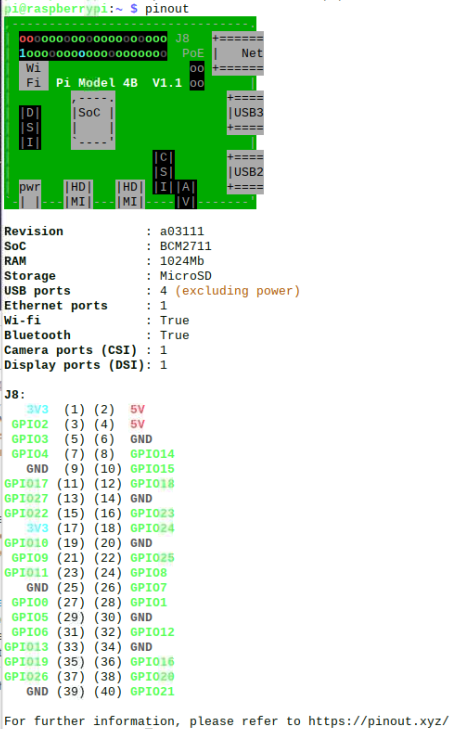 pi@raspberrypi:~ $ pinout
oooooooooooooooooooo J8 +======
1ooooooooooooooooooo PoE | Net
Wi oo +======
Fi Pi Model 4B V1.1 oo
,----. +====
|D| |SoC | |USB3
|S| | | +====
|I| `----'
|C| +====
|S| |USB2
pwr |HD| |HD| |I||A| +====
-| |---|MI|---|MI|----|V|-------
Revision : a03111
SoC : BCM2711
RAM : 1024Mb
Storage : MicroSD
USB ports : 4 (excluding power)
Ethernet ports : 1
Wi-fi : True
Bluetooth : True
Camera ports (CSI) : 1
Display ports (DSI): 1
J8:
3V3 (1) (2) 5V
GPIO2 (3) (4) 5V
GPIO3 (5) (6) GND
GPIO4 (7) (8) GPIO14
GND (9) (10) GPIO15
GPIO17 (11) (12) GPIO18
GPIO27 (13) (14) GND
GPIO22 (15) (16) GPIO23
3V3 (17) (18) GPIO24
GPIO10 (19) (20) GND
GPIO9 (21) (22) GPIO25
GPIO11 (23) (24) GPIO8
GND (25) (26) GPIO7
GPIO0 (27) (28) GPIO1
GPIO5 (29) (30) GND
GPIO6 (31) (32) GPIO12
GPIO13 (33) (34) GND
GPIO19 (35) (36) GPIO16
GPIO26 (37) (38) GPIO20
GND (39) (40) GPIO21
For further information, please refer to https://pinout.xyz/